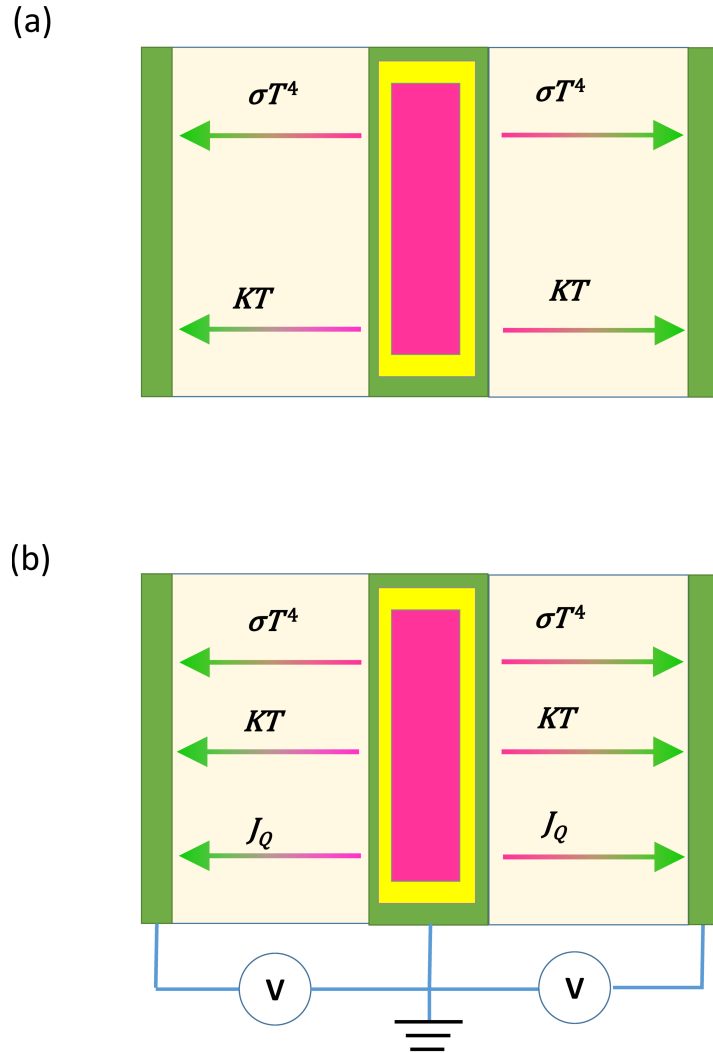 (a)
σT⁴ σT⁴
KT KT
(b)
σT⁴ σT⁴
KT KT
J_Q J_Q
V V